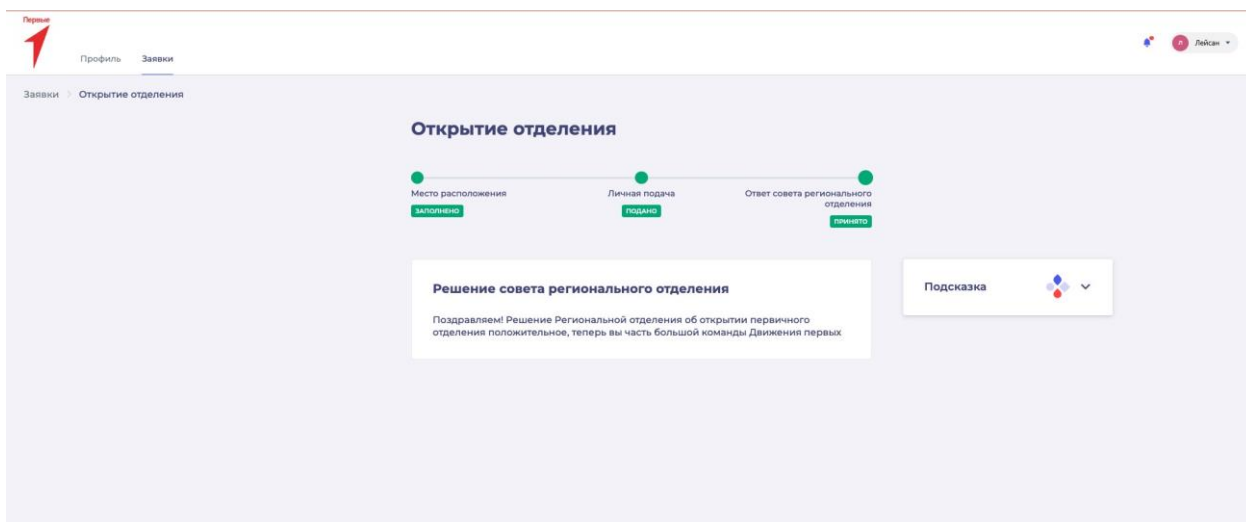 Первые
Профиль Заявки
Л Лейсан
Заявки Открытие отделения
Открытие отделения
Место расположения
ЗАПОЛНЕНО
Личная подача
ПОДАНО
Ответ совета регионального
отделения
ПРИНЯТО
Решение совета регионального отделения
Поздравляем! Решение Региональной отделения об открытии первичного
отделения положительное, теперь вы часть большой команды Движения первых
Подсказка